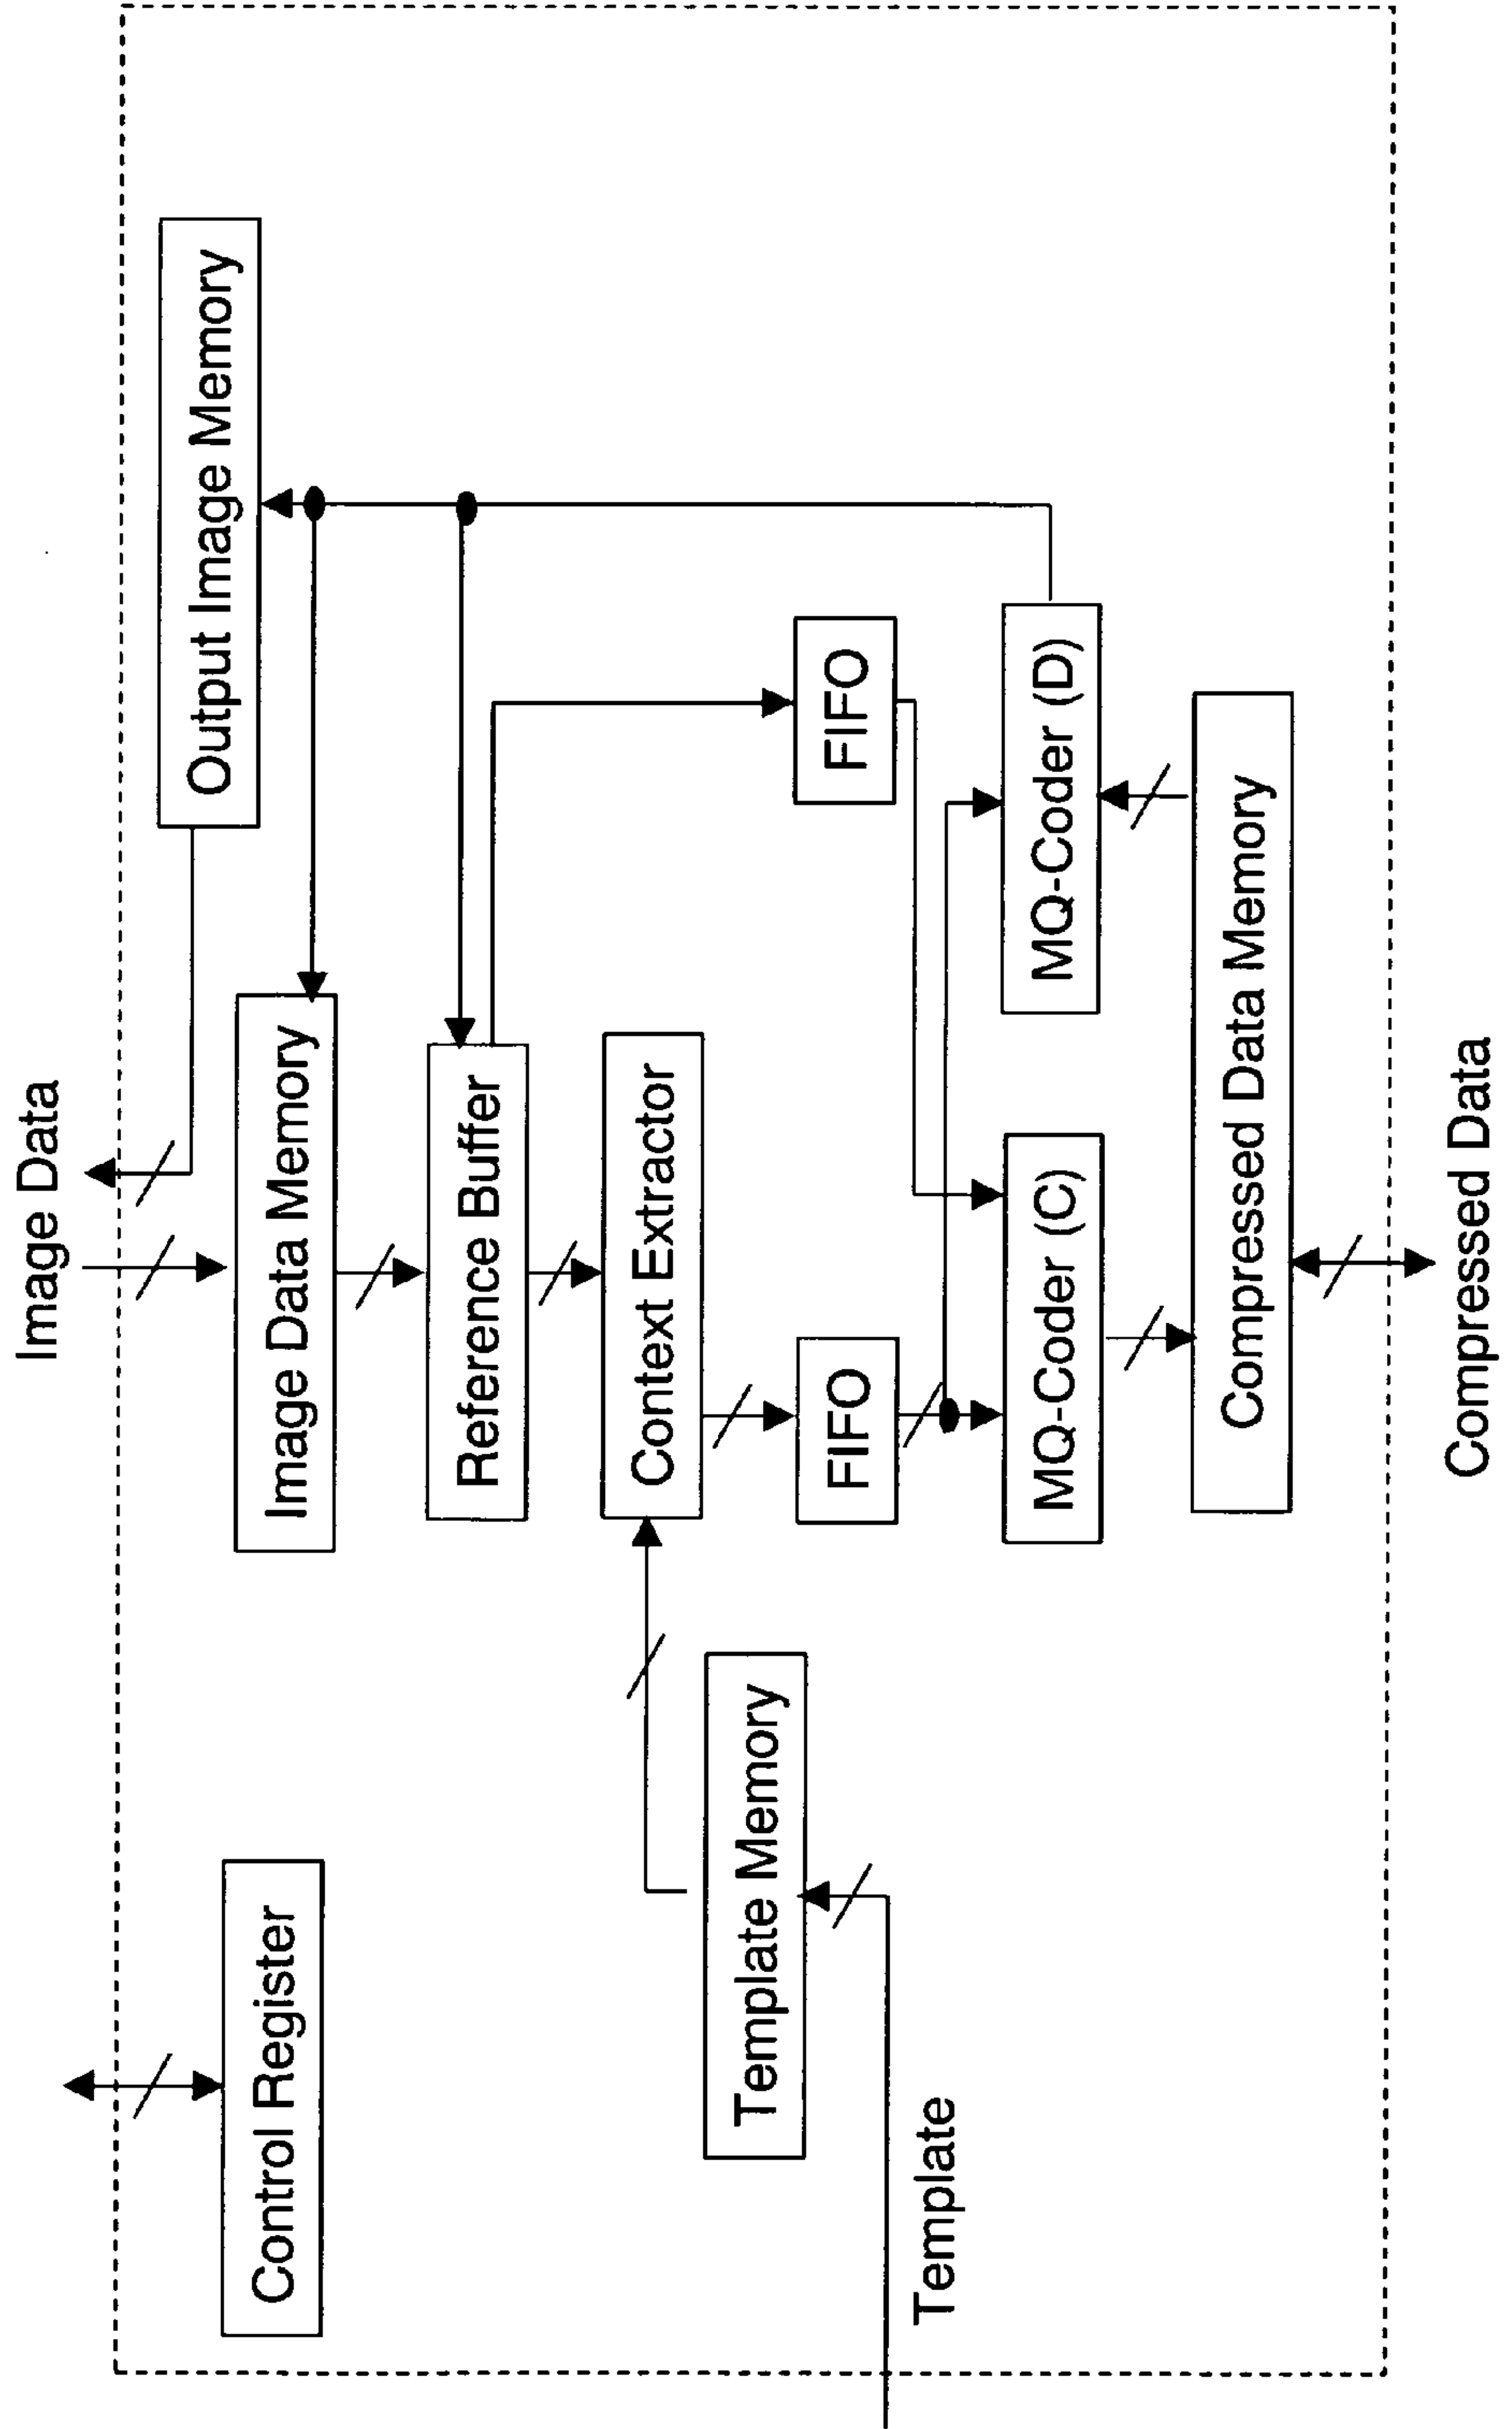 Image Data
Output Image Memory
Control Register
Image Data Memory
Reference Buffer
Context Extractor
Template Memory
FIFO
FIFO
Template
MQ-Coder (C)
MQ-Coder (D)
Compressed Data Memory
Compressed Data